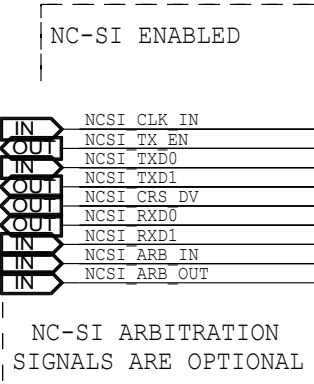 NC-SI ENABLED
IN NCSI_CLK_IN
OUT NCSI_TX_EN
IN NCSI_TXD0
OUT NCSI_TXD1
OUT NCSI_CRS_DV
OUT NCSI_RXD0
IN NCSI_RXD1
IN NCSI_ARB_IN
IN NCSI_ARB_OUT
NC-SI ARBITRATION
SIGNALS ARE OPTIONAL